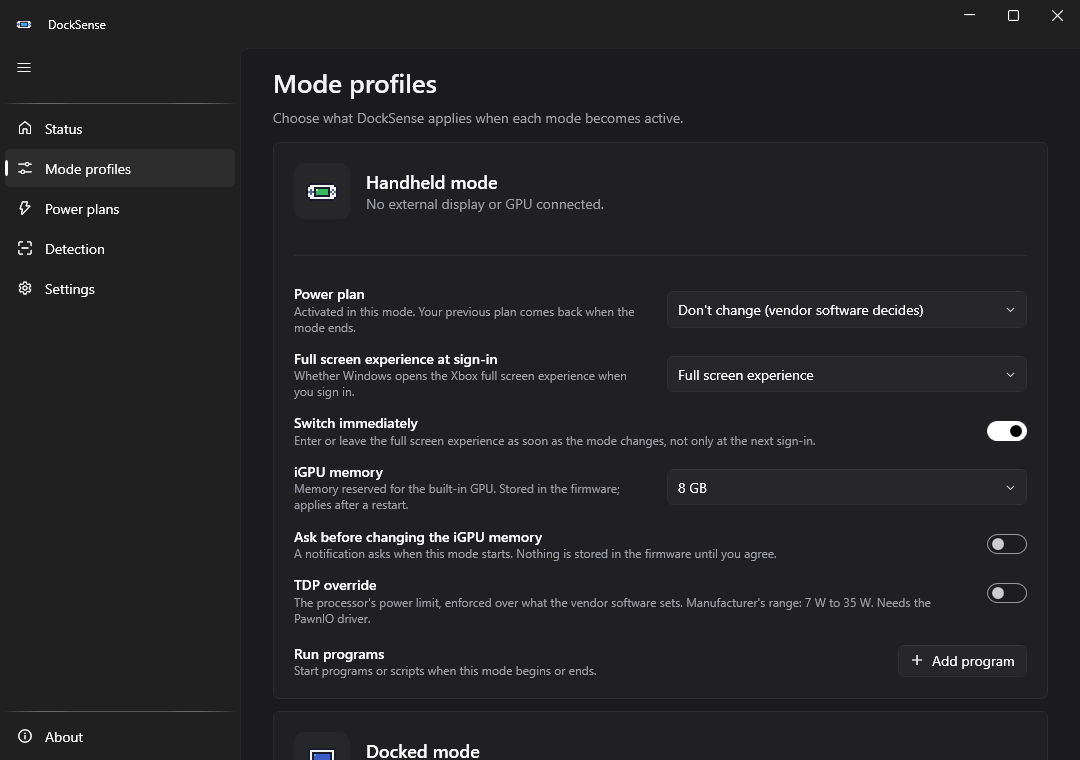 DockSense
Status
Mode profiles
Power plans
Detection
Settings
About
Mode profiles
Choose what DockSense applies when each mode becomes active.
Handheld mode
No external display or GPU connected.
Power plan
Activated in this mode. Your previous plan comes back when the
mode ends.
Don't change (vendor software decides)
Full screen experience at sign-in
Whether Windows opens the Xbox full screen experience when
you sign in.
Full screen experience
Switch immediately
Enter or leave the full screen experience as soon as the mode changes, not only at the next sign-in.
iGPU memory
Memory reserved for the built-in GPU. Stored in the firmware;
applies after a restart.
8 GB
Ask before changing the iGPU memory
A notification asks when this mode starts. Nothing is stored in the firmware until you agree.
TDP override
The processor's power limit, enforced over what the vendor software sets. Manufacturer's range: 7 W to 35 W. Needs the
PawnIO driver.
Run programs
Start programs or scripts when this mode begins or ends.
Add program
Docked mode